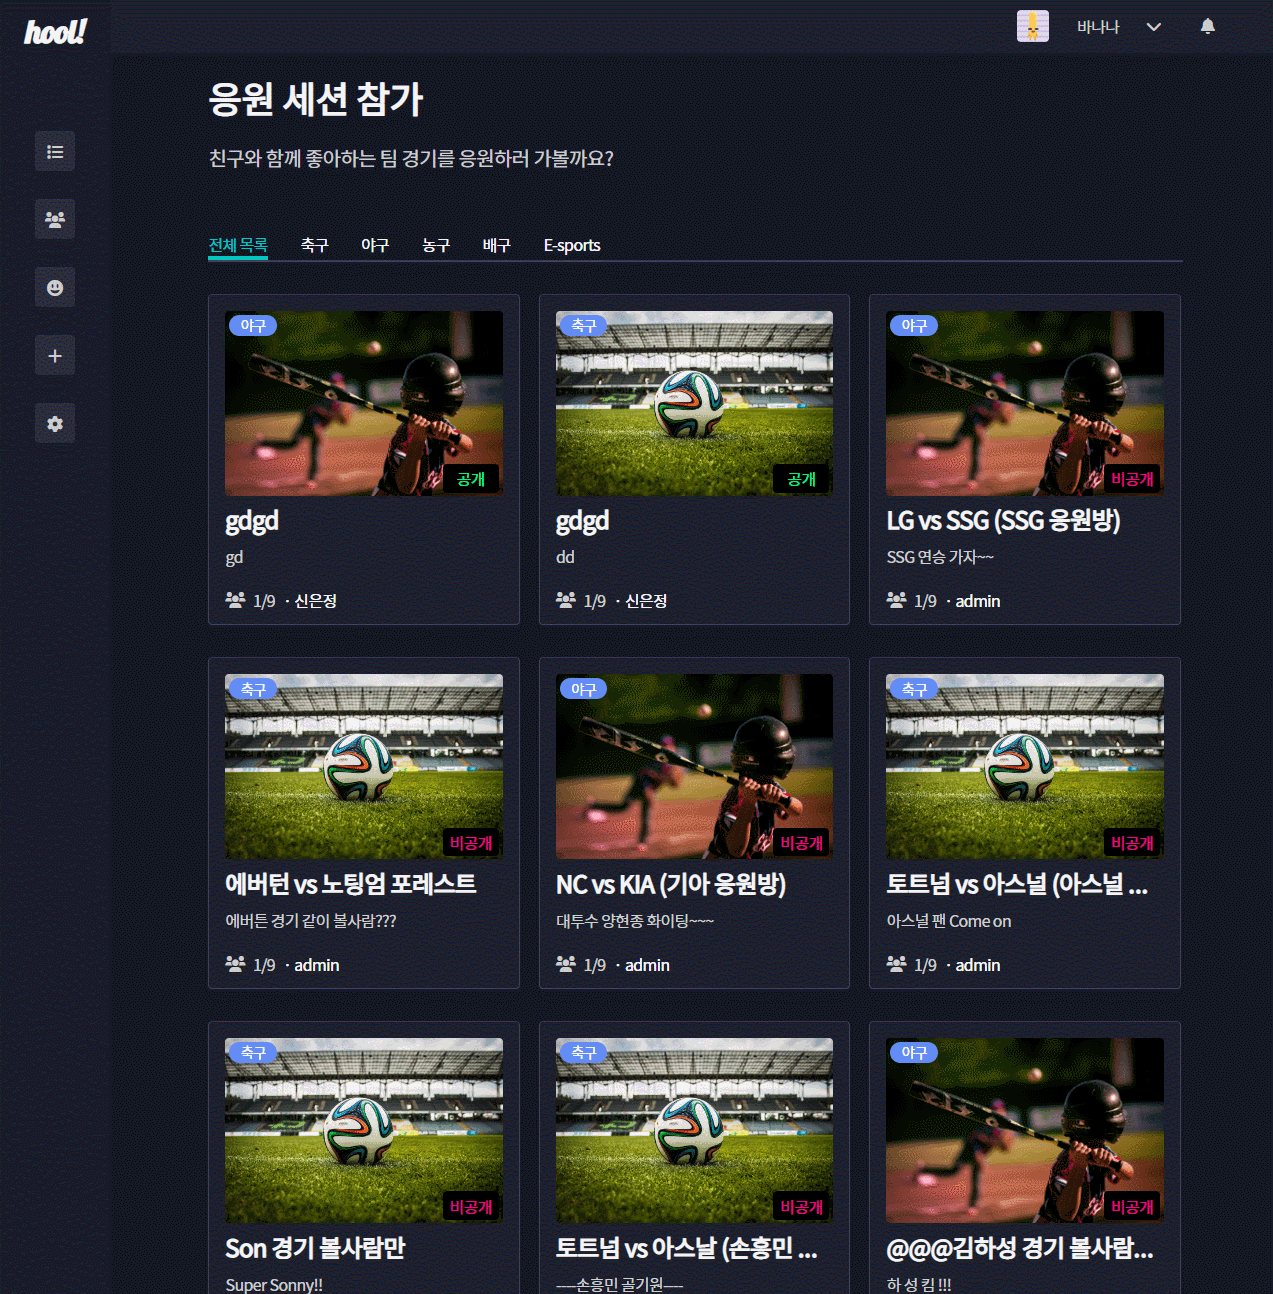 hool!
바나나
응원 세션 참가
친구와 함께 좋아하는 팀 경기를 응원하러 가볼까요?
전체 목록 축구 야구 농구 배구 E-sports
야구 축구 야구
공개 공개 비공개
gdgd gdgd LG vs SSG (SSG 응원방)
gd dd SSG 연승 가자~~
1/9 · 신은정 1/9 · 신은정 1/9 · admin
축구 야구 축구
비공개 비공개 비공개
에버턴 vs 노팅엄 포레스트 NC vs KIA (기아 응원방) 토트넘 vs 아스널 (아스널 ...
에버튼 경기 같이 볼사람??? 대투수 양현종 화이팅~~~ 아스널 팬 Come on
1/9 · admin 1/9 · admin 1/9 · admin
축구 축구 야구
비공개 비공개 비공개
Son 경기 볼사람만 토트넘 vs 아스날 (손흥민 ... @@@김하성 경기 볼사람...
Super Sonny!! ----손흥민 골기원---- 하 성 킴 !!!